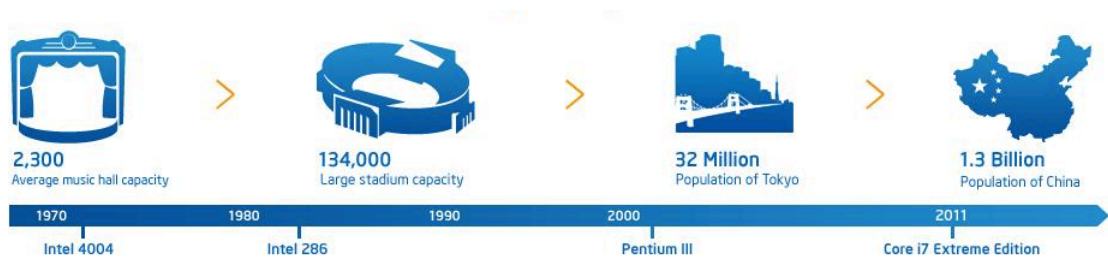 2,300
Average music hall capacity
134,000
Large stadium capacity
32 Million
Population of Tokyo
1.3 Billion
Population of China
1970 1980 1990 2000 2011
Intel 4004 Intel 286 Pentium III Core i7 Extreme Edition